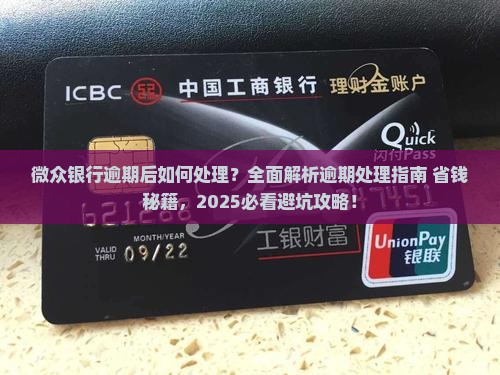 ICBC 中国工商银行 理财金账户
Quick
闪付Pass
微众银行逾期后如何处理？全面解析逾期处理指南 省钱
秘籍，2025必看避坑攻略！
MONTH/YEAR
VALID
THRU 09/22
工银财富
UnionPay
银联